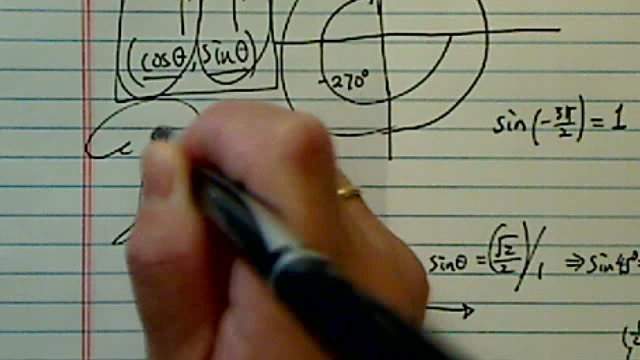 (cosθ, sinθ)
-270°
sin(-3π/2) = 1
sinθ = (√2/2)/1 ⇒ sin45°=